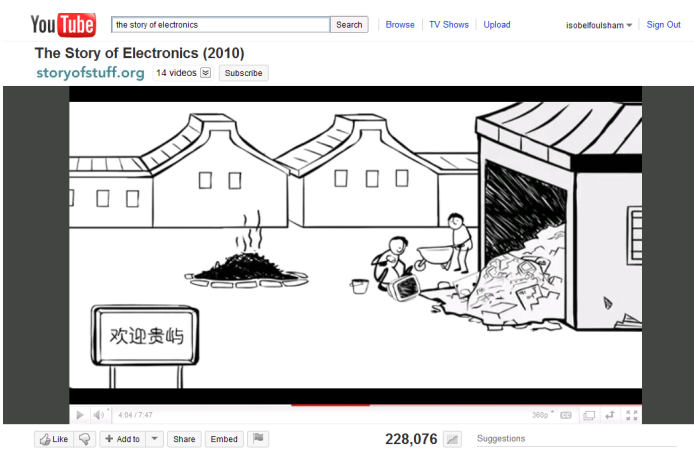 YouTube the story of electronics Search Browse TV Shows Upload isobelfoulsham Sign Out
The Story of Electronics (2010)
storyofstuff.org 14 videos Subscribe
欢迎贵屿
4:04 / 7:47 360p CC
Like Add to Share Embed 228,076 Suggestions